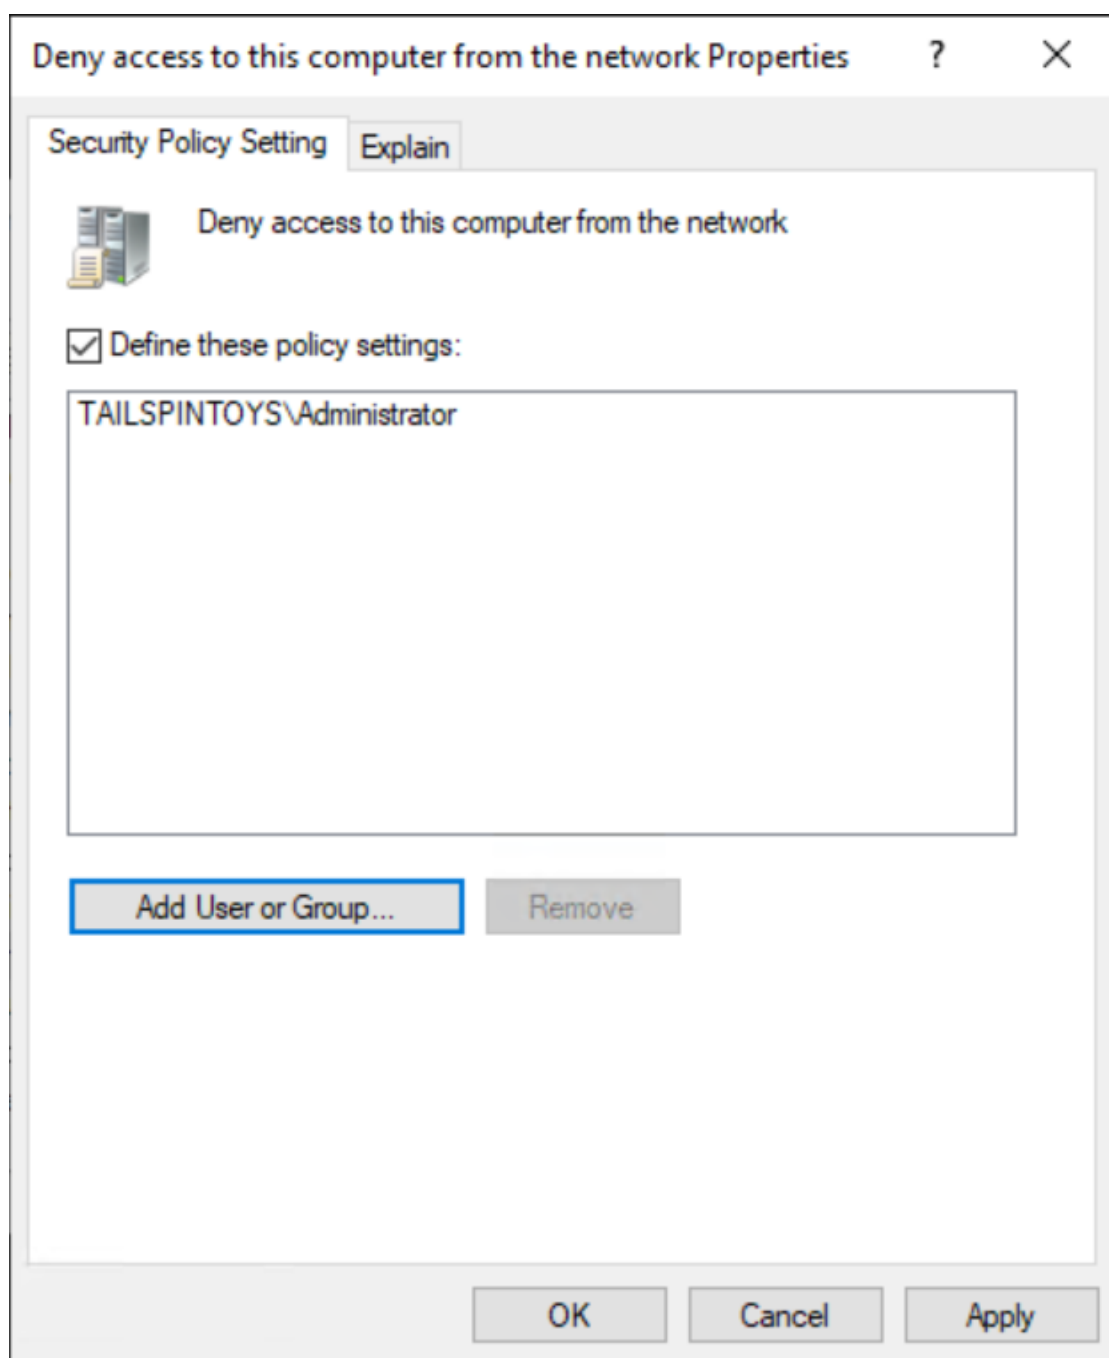 Deny access to this computer from the network Properties ? ×
Security Policy Setting Explain
Deny access to this computer from the network
Define these policy settings:
TAILSPINTOYS\Administrator
Add User or Group... Remove
OK Cancel Apply